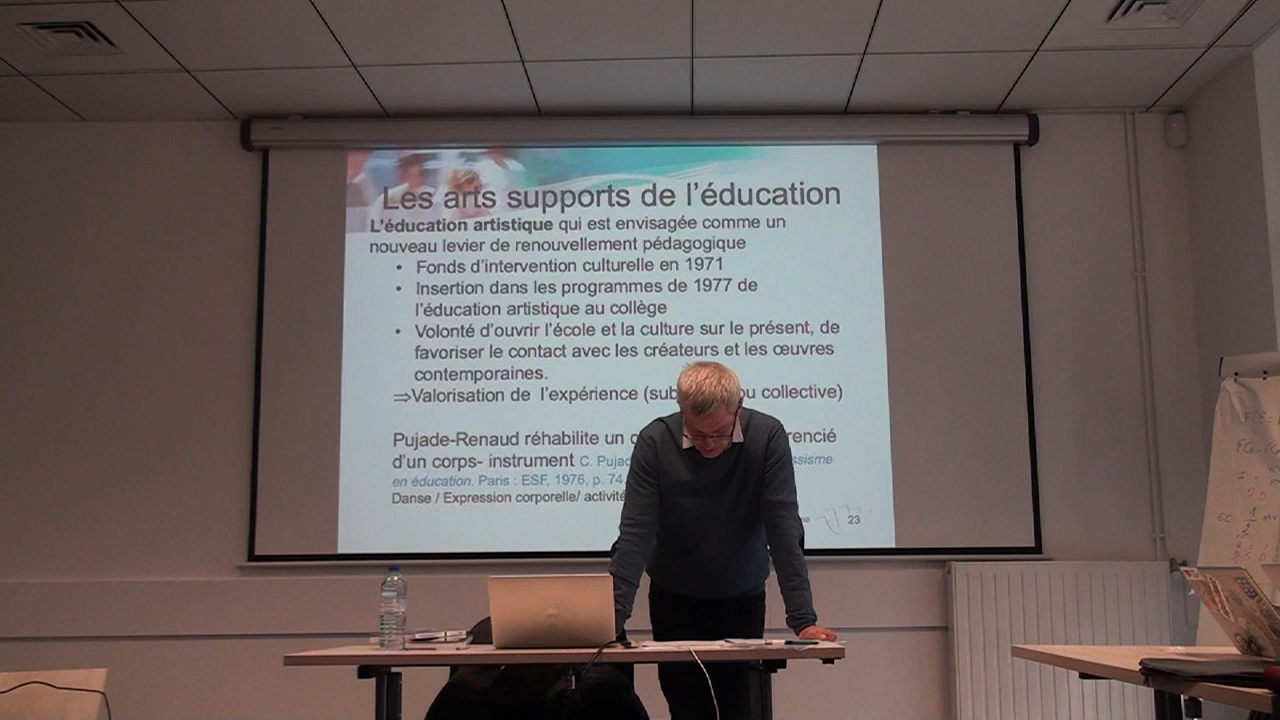 Les arts supports de l'éducation
L'éducation artistique qui est envisagée comme un
nouveau levier de renouvellement pédagogique
• Fonds d'intervention culturelle en 1971
• Insertion dans les programmes de 1977 de
l'éducation artistique au collège
• Volonté d'ouvrir l'école et la culture sur le présent, de
favoriser le contact avec les créateurs et les œuvres
contemporaines.
⇒Valorisation de l'expérience (sub ou collective)
Pujade-Renaud réhabilite un
d'un corps- instrument C. Pujad
en éducation. Paris : ESF, 1976, p. 74
Danse / Expression corporelle/ activité
23